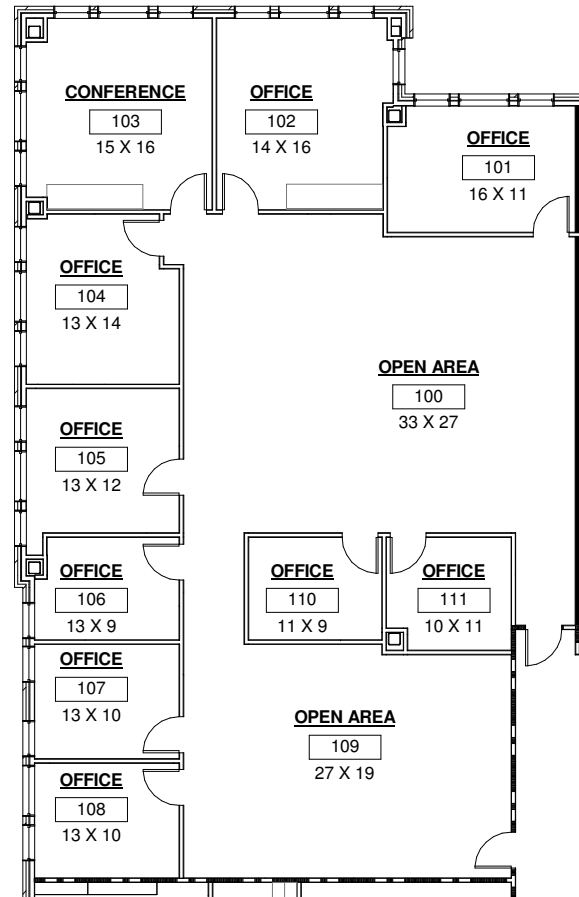 CONFERENCE
103
15 X 16
OFFICE
102
14 X 16
OFFICE
101
16 X 11
OFFICE
104
13 X 14
OPEN AREA
100
33 X 27
OFFICE
105
13 X 12
OFFICE
106
13 X 9
OFFICE
110
11 X 9
OFFICE
111
10 X 11
OFFICE
107
13 X 10
OPEN AREA
109
27 X 19
OFFICE
108
13 X 10